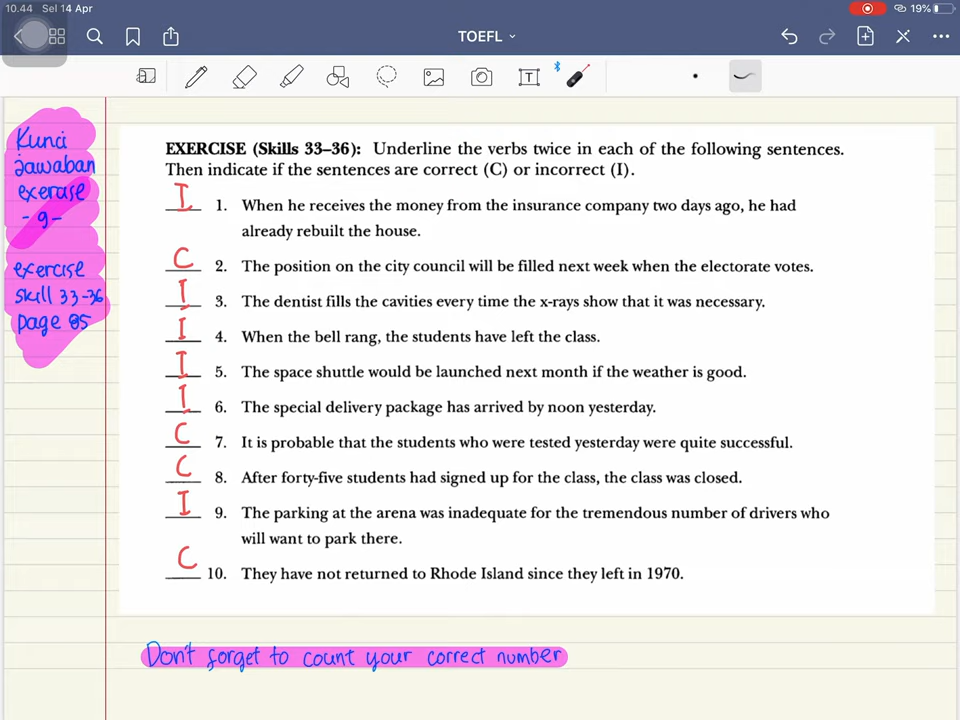 10.44 Sel 14 Apr
19%
TOEFL
T
Kunci
jawaban
exercise
- 9 -
exercise
skill 33-36
page 85
EXERCISE (Skills 33–36): Underline the verbs twice in each of the following sentences.
Then indicate if the sentences are correct (C) or incorrect (I).
I 1. When he receives the money from the insurance company two days ago, he had
already rebuilt the house.
C 2. The position on the city council will be filled next week when the electorate votes.
I 3. The dentist fills the cavities every time the x-rays show that it was necessary.
I 4. When the bell rang, the students have left the class.
I 5. The space shuttle would be launched next month if the weather is good.
I 6. The special delivery package has arrived by noon yesterday.
C 7. It is probable that the students who were tested yesterday were quite successful.
C 8. After forty-five students had signed up for the class, the class was closed.
I 9. The parking at the arena was inadequate for the tremendous number of drivers who
will want to park there.
C 10. They have not returned to Rhode Island since they left in 1970.
Don't forget to count your correct number